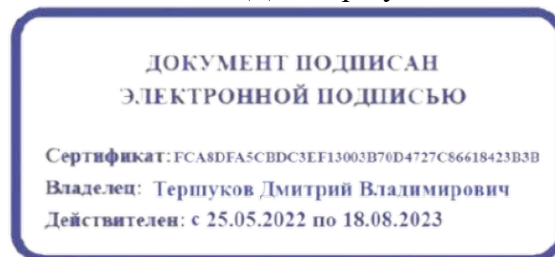 ДОКУМЕНТ ПОДПИСАН
ЭЛЕКТРОННОЙ ПОДПИСЬЮ
Сертификат: FCA8DFA5CBDC3EF13003B70D4727C86618423B3B
Владелец: Тершуков Дмитрий Владимирович
Действителен: с 25.05.2022 по 18.08.2023